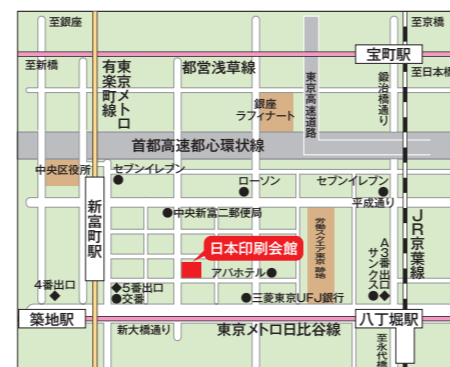 至銀座
至京橋
宝町駅
至新橋
東京メトロ
有楽町線
都営浅草線
東京高速道路
鍛治橋通り
至日本橋
銀座
ラフィナート
首都高速都心環状線
中央区役所
セブンイレブン
ローソン
セブンイレブン
平成通り
新富町駅
●中央新富二郵便局
日本印刷会館
アパホテル●
労働スクエア東京 跡地
A3番出口
サンクス
JR京葉線
4番出口
◆5番出口
●交番
●三菱東京UFJ銀行
築地駅
新大橋通り
東京メトロ日比谷線
八丁堀駅
至永代橋